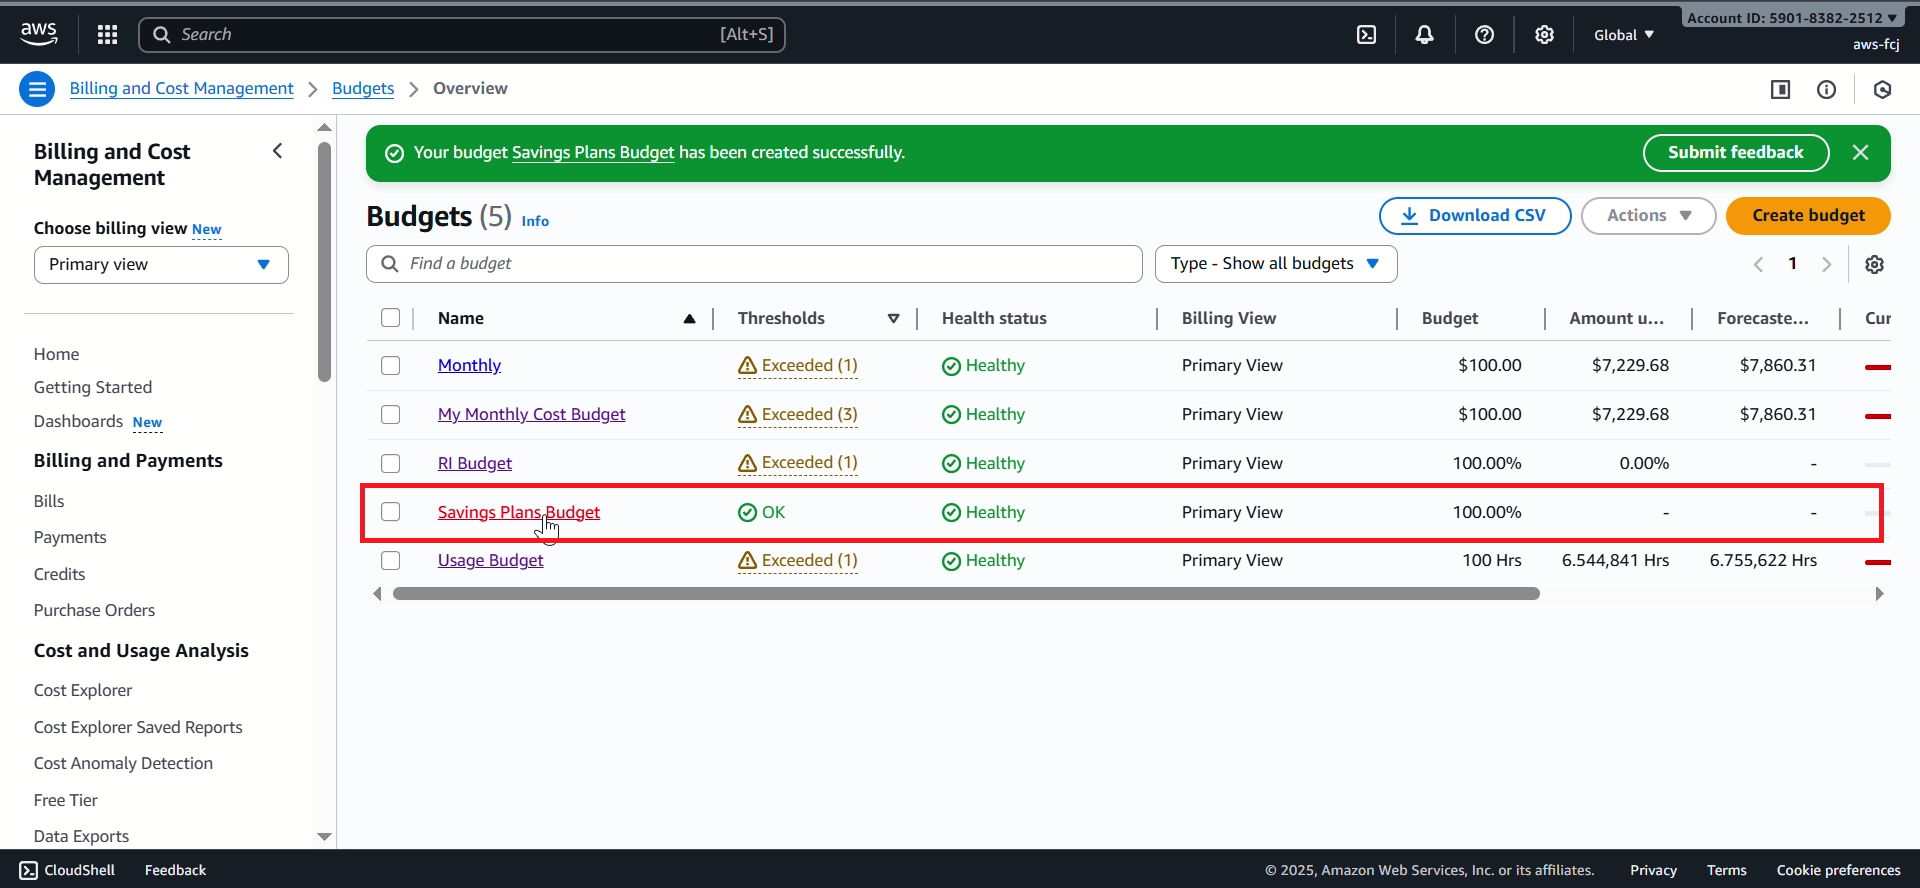 aws
Search [Alt+S]
Global
Account ID: 5901-8382-2512
aws-fcj
Billing and Cost Management > Budgets > Overview
Billing and Cost
Management
Choose billing view New
Primary view
Home
Getting Started
Dashboards New
Billing and Payments
Bills
Payments
Credits
Purchase Orders
Cost and Usage Analysis
Cost Explorer
Cost Explorer Saved Reports
Cost Anomaly Detection
Free Tier
Data Exports
Your budget Savings Plans Budget has been created successfully.
Submit feedback
Budgets (5) Info
Download CSV
Actions
Create budget
Find a budget
Type - Show all budgets
1
Name Thresholds Health status Billing View Budget Amount u... Forecaste... Cur
Monthly Exceeded (1) Healthy Primary View $100.00 $7,229.68 $7,860.31
My Monthly Cost Budget Exceeded (3) Healthy Primary View $100.00 $7,229.68 $7,860.31
RI Budget Exceeded (1) Healthy Primary View 100.00% 0.00% -
Savings Plans Budget OK Healthy Primary View 100.00% - -
Usage Budget Exceeded (1) Healthy Primary View 100 Hrs 6.544,841 Hrs 6.755,622 Hrs
CloudShell Feedback
© 2025, Amazon Web Services, Inc. or its affiliates. Privacy Terms Cookie preferences